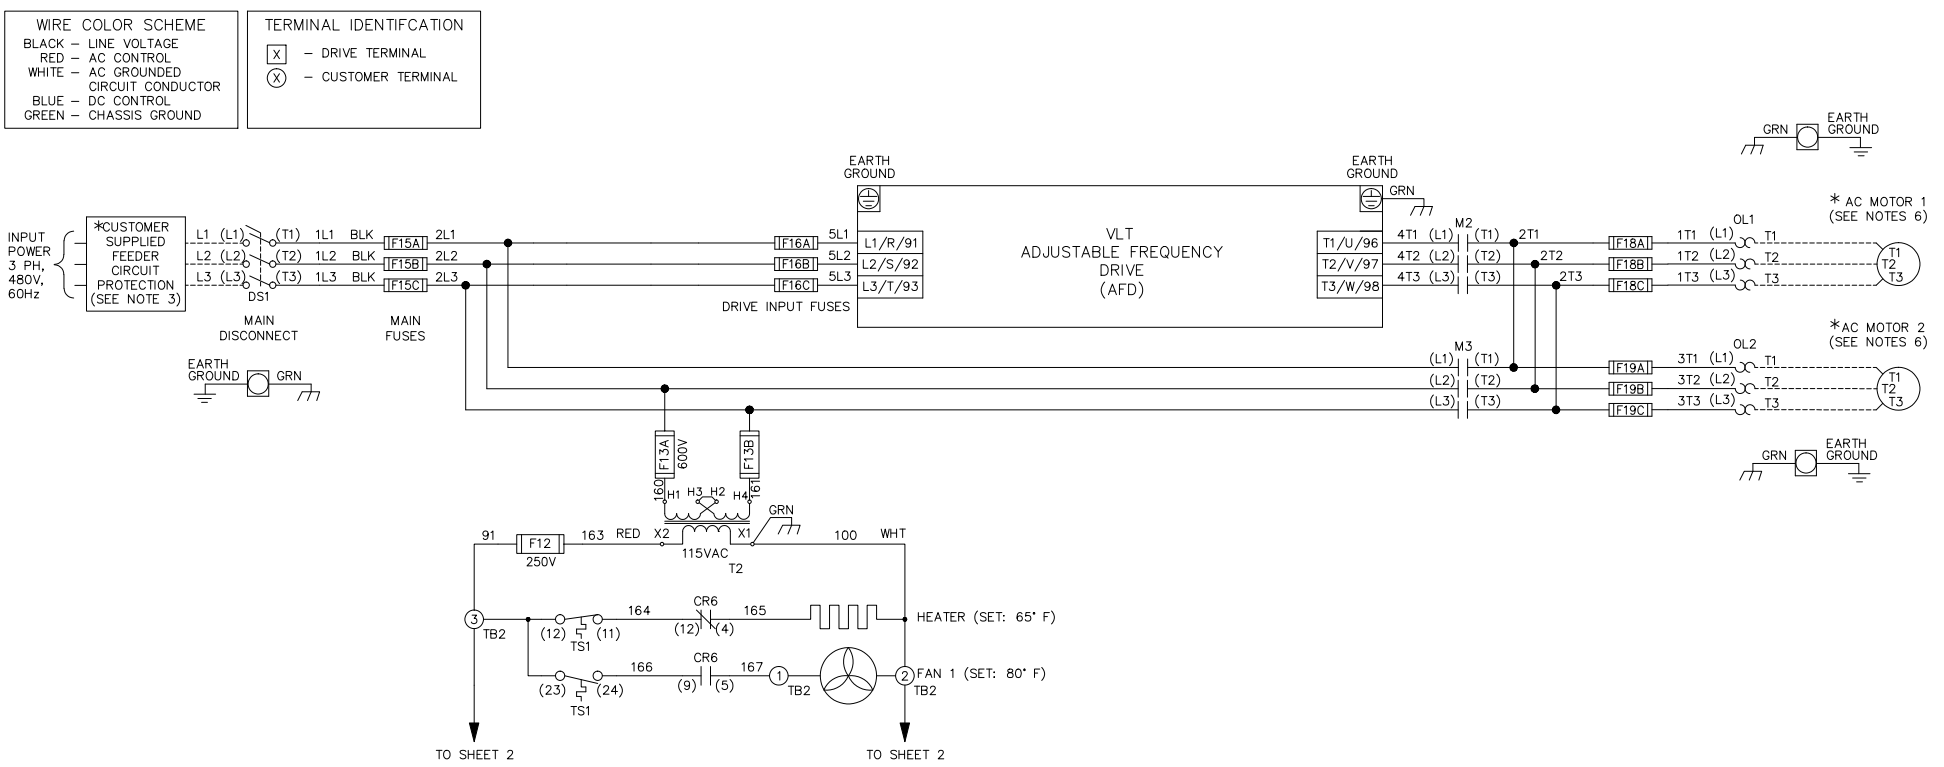 WIRE COLOR SCHEME
BLACK – LINE VOLTAGE
RED – AC CONTROL
WHITE – AC GROUNDED
CIRCUIT CONDUCTOR
BLUE – DC CONTROL
GREEN – CHASSIS GROUND
TERMINAL IDENTIFCATION
X – DRIVE TERMINAL
X – CUSTOMER TERMINAL
EARTH
GRN GROUND
EARTH
GROUND
EARTH
GROUND
GRN
INPUT
POWER
3 PH,
480V,
60Hz
*CUSTOMER
SUPPLIED
FEEDER
CIRCUIT
PROTECTION
(SEE NOTE 3)
L1 (L1) (T1) 1L1 BLK F15A 2L1 F16A 5L1 L1/R/91
L2 (L2) (T2) 1L2 BLK F15B 2L2 F16B 5L2 L2/S/92
L3 (L3) (T3) 1L3 BLK F15C 2L3 F16C 5L3 L3/T/93
DS1
MAIN
DISCONNECT
MAIN
FUSES
DRIVE INPUT FUSES
VLT
ADJUSTABLE FREQUENCY
DRIVE
(AFD)
M2
OL1
* AC MOTOR 1
(SEE NOTES 6)
T1/U/96 4T1 (L1) (T1) 2T1 F18A 1T1 (L1) T1
T2/V/97 4T2 (L2) (T2) 2T2 F18B 1T2 (L2) T2
T3/W/98 4T3 (L3) (T3) 2T3 F18C 1T3 (L3) T3
T1
T2
T3
EARTH
GROUND GRN
M3
OL2
*AC MOTOR 2
(SEE NOTES 6)
(L1) (T1) F19A 3T1 (L1) T1
(L2) (T2) F19B 3T2 (L2) T2
(L3) (T3) F19C 3T3 (L3) T3
T1
T2
T3
EARTH
GRN GROUND
F13A
600V
F13B
160 H1 H3 H2 H4 161
GRN
91 F12 163 RED X2 X1 100 WHT
250V
115VAC
T2
3 TB2
(12) (11) 164 CR6 (12) (4) 165 HEATER (SET: 65° F)
TS1
(23) (24) 166 CR6 (9) (5) 167 1 TB2 2 TB2 FAN 1 (SET: 80° F)
TS1
TO SHEET 2
TO SHEET 2